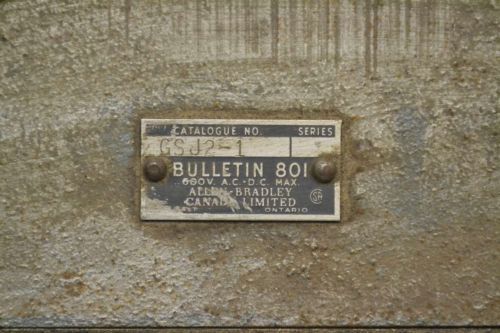 CATALOGUE NO. SERIES
GSJ2-1
BULLETIN 801
600V. A.C.-D.C. MAX.
ALLEN-BRADLEY
CANADA LIMITED
ONTARIO